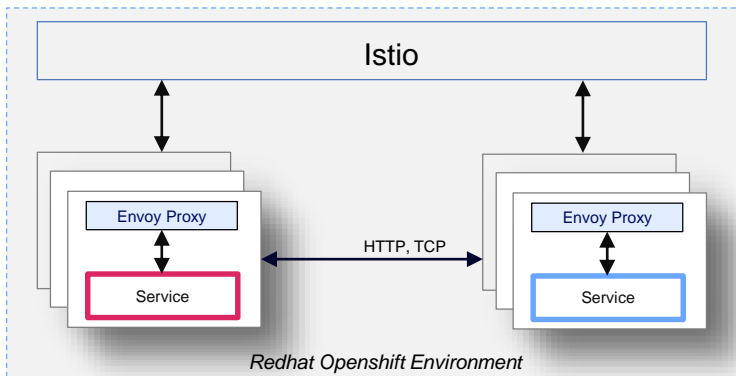 Istio
Envoy Proxy
Envoy Proxy
HTTP, TCP
Service
Service
Redhat Openshift Environment